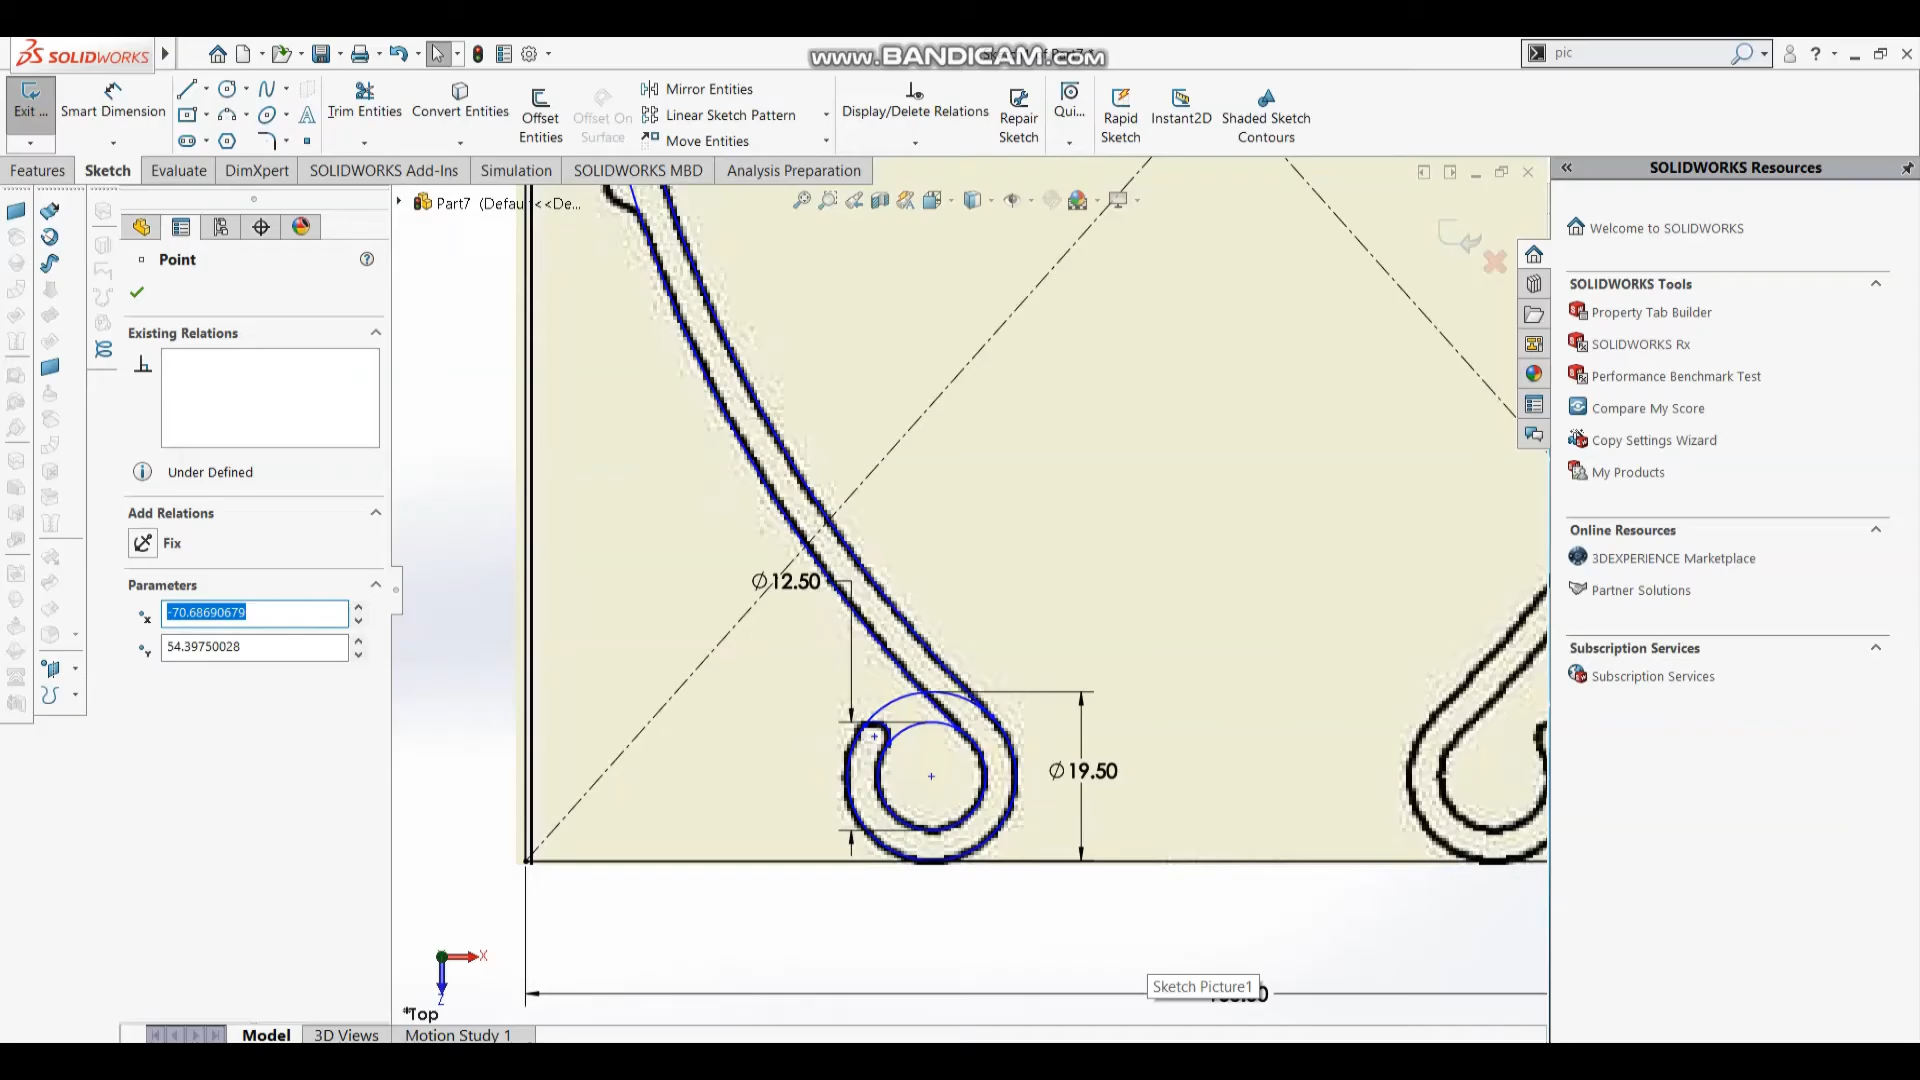 SOLIDWORKS
www.BANDICAM.com
pic
Exit ...
Smart Dimension
Trim Entities
Convert Entities
Offset Entities
Offset On Surface
Mirror Entities
Linear Sketch Pattern
Move Entities
Display/Delete Relations
Repair Sketch
Qui...
Rapid Sketch
Instant2D
Shaded Sketch Contours
Features
Sketch
Evaluate
DimXpert
SOLIDWORKS Add-Ins
Simulation
SOLIDWORKS MBD
Analysis Preparation
SOLIDWORKS Resources
Part7 (Defau <<De...
Point
Existing Relations
Under Defined
Add Relations
Fix
Parameters
-70.68690679
54.39750028
Ø12.50
Ø19.50
Sketch Picture1
X
Z
*Top
Model
3D Views
Motion Study 1
Welcome to SOLIDWORKS
SOLIDWORKS Tools
Property Tab Builder
SOLIDWORKS Rx
Performance Benchmark Test
Compare My Score
Copy Settings Wizard
My Products
Online Resources
3DEXPERIENCE Marketplace
Partner Solutions
Subscription Services
Subscription Services